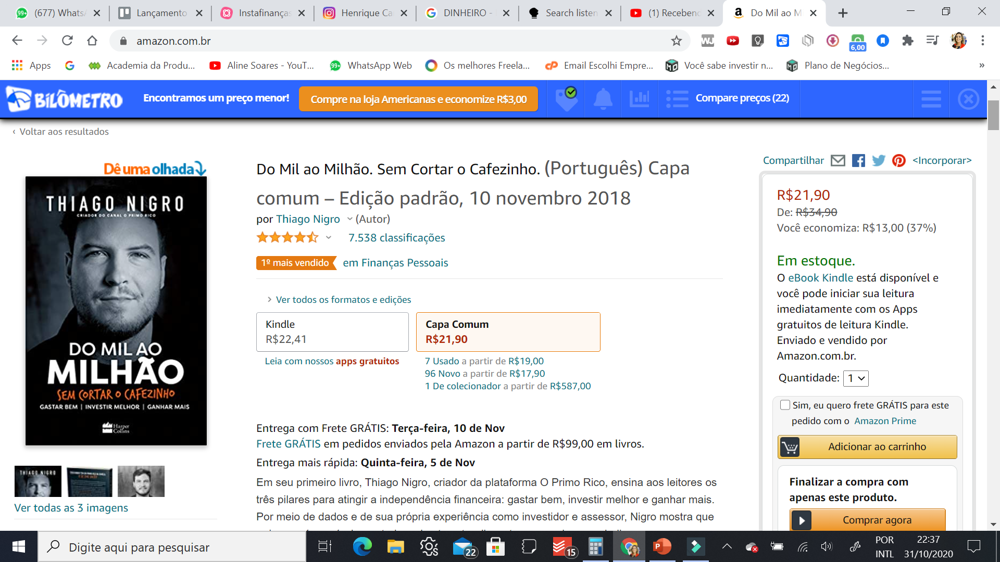 (677) Whats
Lançamento
Instafinanças
Henrique Ca
DINHEIRO -
Search listen
(1) Recebend
Do Mil ao M
amazon.com.br
6,00
Apps
Academia da Produ...
Aline Soares - YouT...
WhatsApp Web
Os melhores Freela...
Email Escolhi Empre...
Você sabe investir n...
Plano de Negócios...
»
BILÔMETRO
Encontramos um preço menor!
Compre na loja Americanas e economize R$3,00
Compare preços (22)
‹ Voltar aos resultados
Dê uma olhada
THIAGO NIGRO
CRIADOR DO CANAL O PRIMO RICO
DO MIL AO
MILHÃO
SEM CORTAR O CAFEZINHO
GASTAR BEM | INVESTIR MELHOR | GANHAR MAIS
Harper
Collins
THIAGO NIGRO
Ver todas as 3 imagens
Do Mil ao Milhão. Sem Cortar o Cafezinho. (Português) Capa
comum – Edição padrão, 10 novembro 2018
por Thiago Nigro (Autor)
7.538 classificações
1º mais vendido em Finanças Pessoais
Ver todos os formatos e edições
Kindle
R$22,41
Leia com nossos apps gratuitos
Capa Comum
R$21,90
7 Usado a partir de R$19,00
96 Novo a partir de R$17,90
1 De colecionador a partir de R$587,00
Entrega com Frete GRÁTIS: Terça-feira, 10 de Nov
Frete GRÁTIS em pedidos enviados pela Amazon a partir de R$99,00 em livros.
Entrega mais rápida: Quinta-feira, 5 de Nov
Em seu primeiro livro, Thiago Nigro, criador da plataforma O Primo Rico, ensina aos leitores os
três pilares para atingir a independência financeira: gastar bem, investir melhor e ganhar mais.
Por meio de dados e de sua própria experiência como investidor e assessor, Nigro mostra que
Compartilhar
<Incorporar>
R$21,90
De: R$34,90
Você economiza: R$13,00 (37%)
Em estoque.
O eBook Kindle está disponível e
você pode iniciar sua leitura
imediatamente com os Apps
gratuitos de leitura Kindle.
Enviado e vendido por
Amazon.com.br.
Quantidade: 1
Sim, eu quero frete GRÁTIS para este
pedido com o Amazon Prime
Adicionar ao carrinho
Finalizar a compra com
apenas este produto.
Comprar agora
Digite aqui para pesquisar
22
15
POR
INTL
22:37
31/10/2020